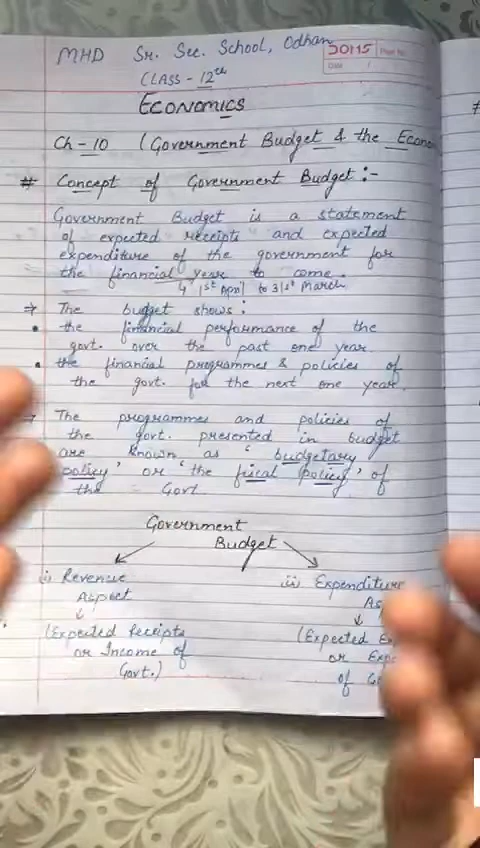 MHD Sr. Sec. School, Odhan
CLASS - 12th
ECONOMICS
Ch - 10 (Government Budget & the Econ
# Concept of Government Budget :-
Government Budget is a statement
of expected receipts and expected
expenditure of the government for
the financial year to come.
↳ 1st April to 31st March
⇒ The budget shows :
• the financial performance of the
govt. over the past one year.
• the financial programmes & policies of
the govt. for the next one year.
The programmes and policies of
the govt. presented in budget
are known as 'budgetary
policy' or 'the fiscal policy' of
the Govt
Government
Budget
i) Revenue
Aspect
↓
(Expected Receipts
or Income of
Govt.)
ii) Expenditure
As
↓
(Expected Ex
or Exp
of Go